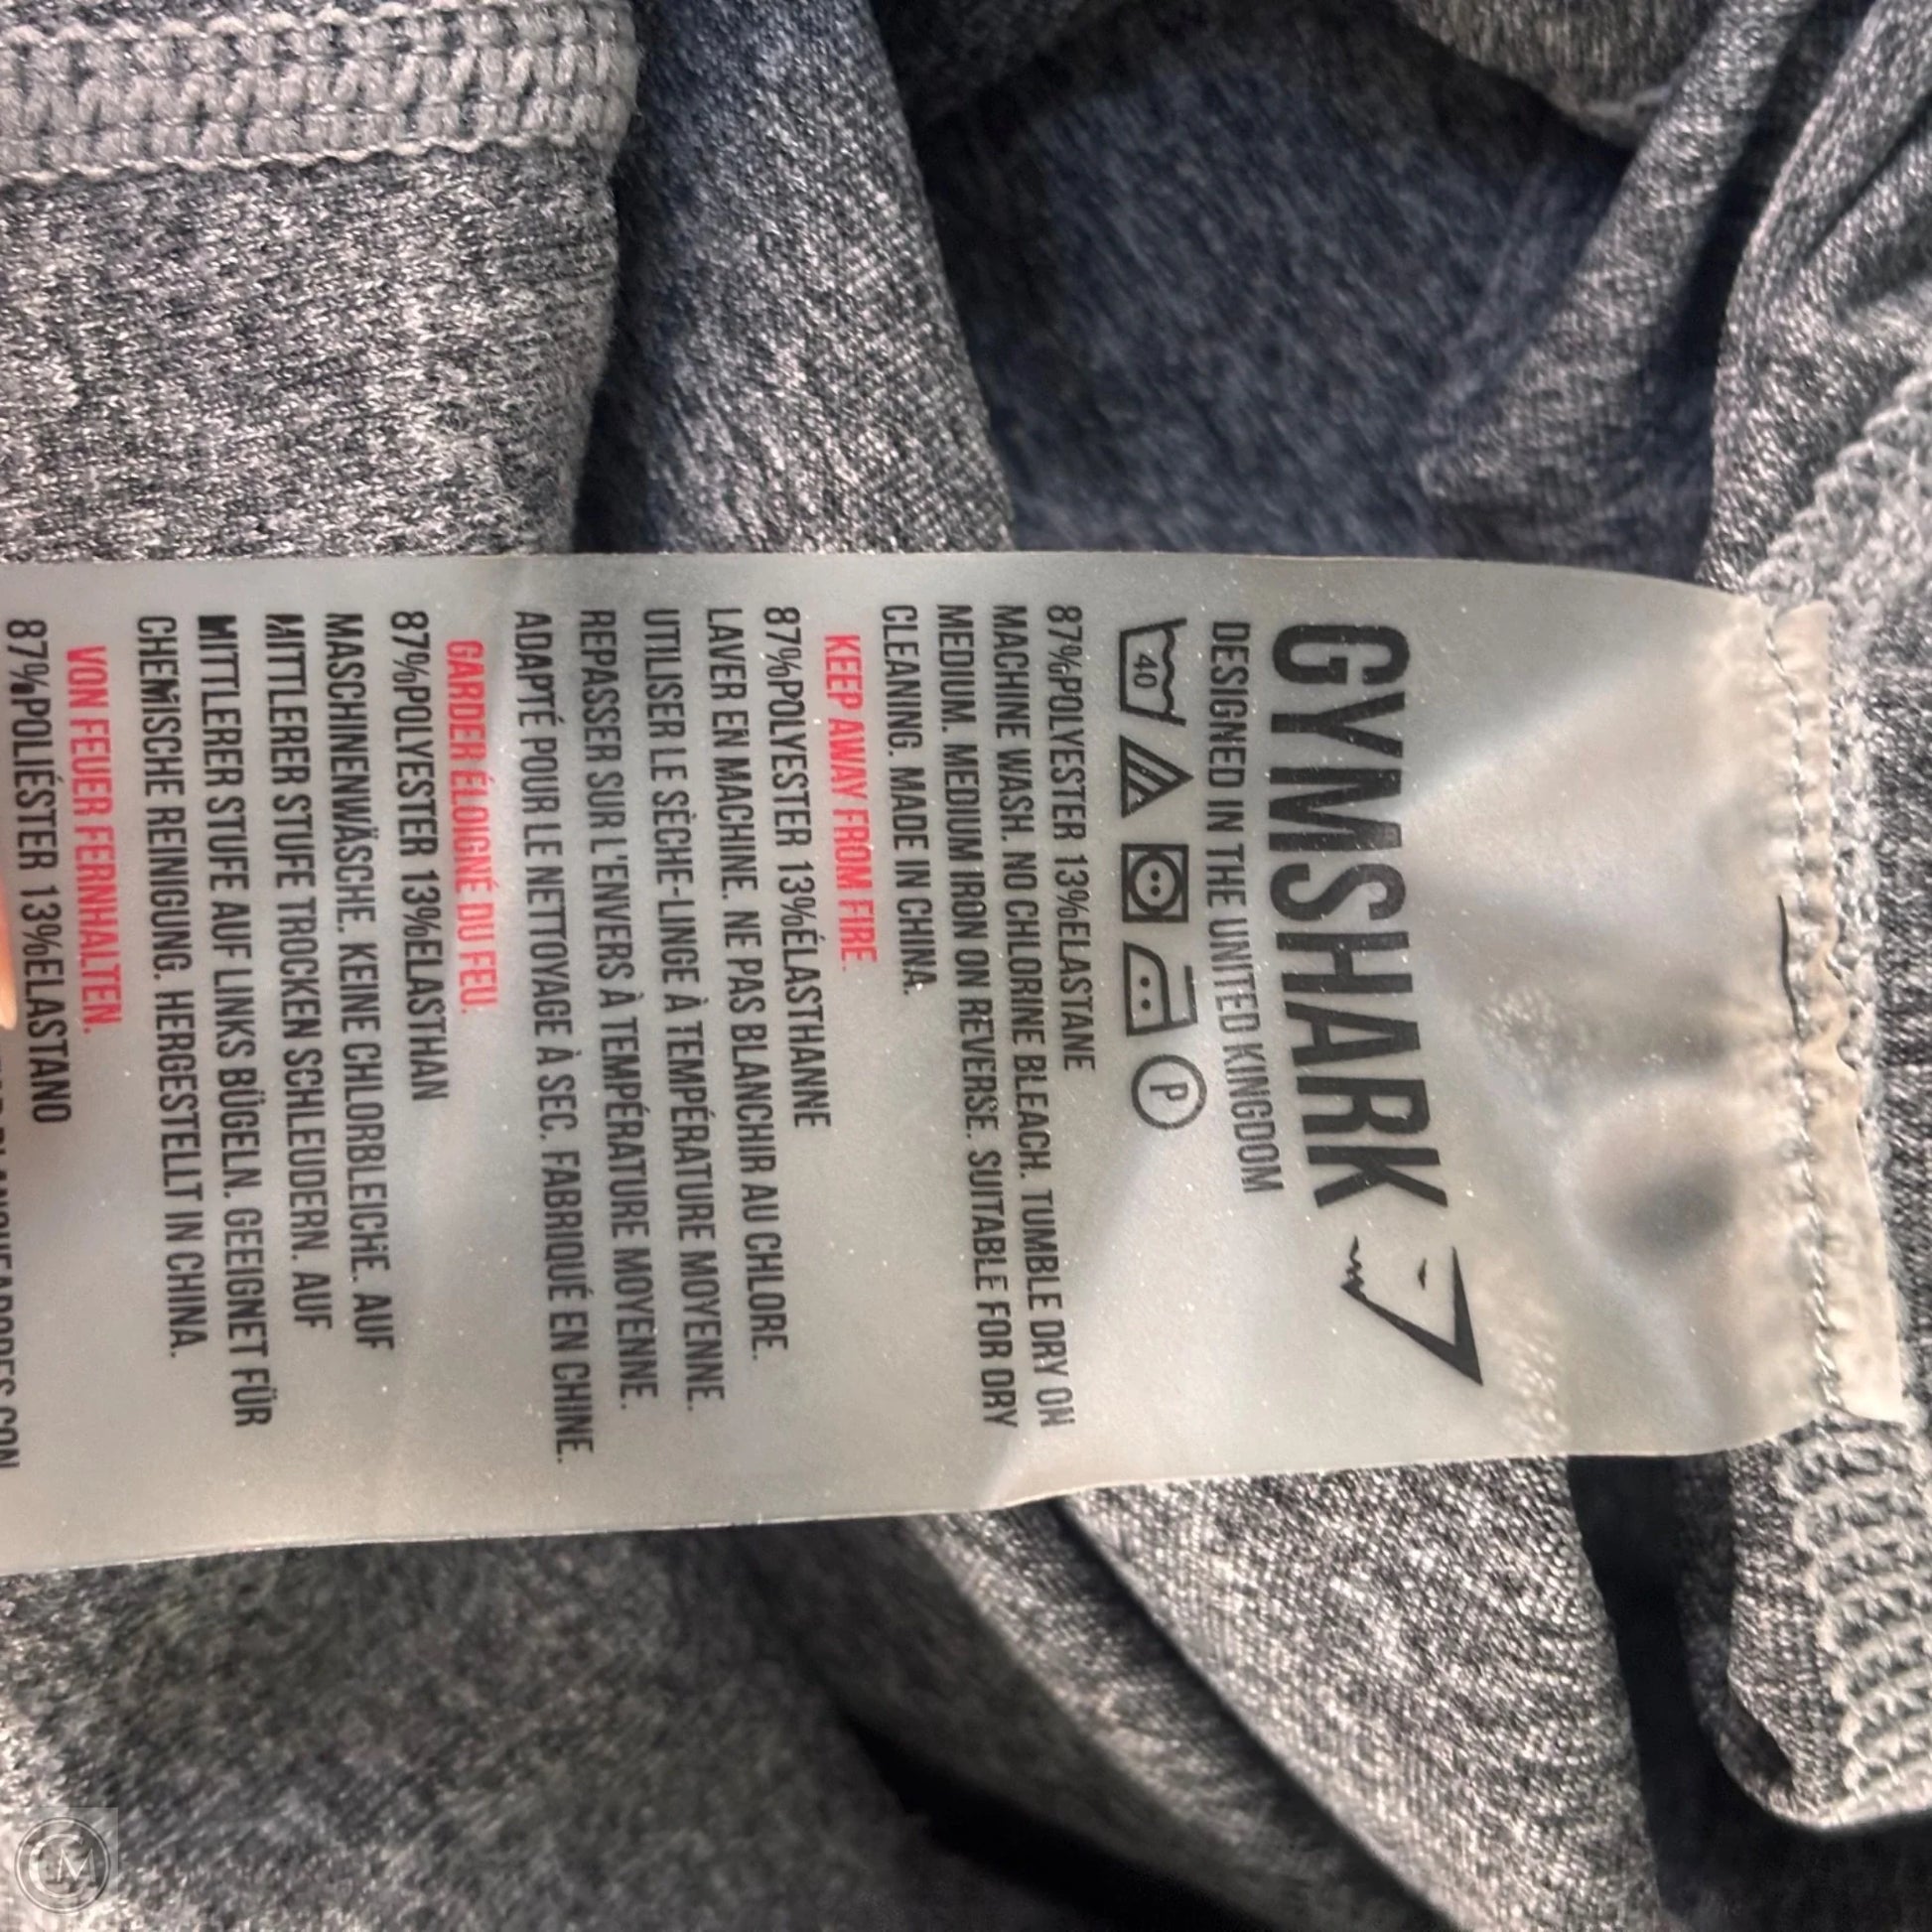 GYMSHARK
DESIGNED IN THE UNITED KINGDOM
40
P
87%POLYESTER 13%ELASTANE
MACHINE WASH. NO CHLORINE BLEACH. TUMBLE DRY ON
MEDIUM. MEDIUM IRON ON REVERSE. SUITABLE FOR DRY
CLEANING. MADE IN CHINA.
KEEP AWAY FROM FIRE.
87%POLYESTER 13%ÉLASTHANNE
LAVER EN MACHINE. NE PAS BLANCHIR AU CHLORE.
UTILISER LE SÈCHE-LINGE À TEMPÉRATURE MOYENNE.
REPASSER SUR L'ENVERS À TEMPÉRATURE MOYENNE.
ADAPTÉ POUR LE NETTOYAGE À SEC. FABRIQUÉ EN CHINE.
GARDER ÉLOIGNÉ DU FEU.
87%POLYESTER 13%ELASTHAN
MASCHINENWÄSCHE. KEINE CHLORBLEICHE. AUF
MITTLERER STUFE TROCKEN SCHLEUDERN. AUF
MITTLERER STUFE AUF LINKS BÜGELN. GEEIGNET FÜR
CHEMISCHE REINIGUNG. HERGESTELLT IN CHINA.
VON FEUER FERNHALTEN.
87%POLIÉSTER 13%ELASTANO
CON